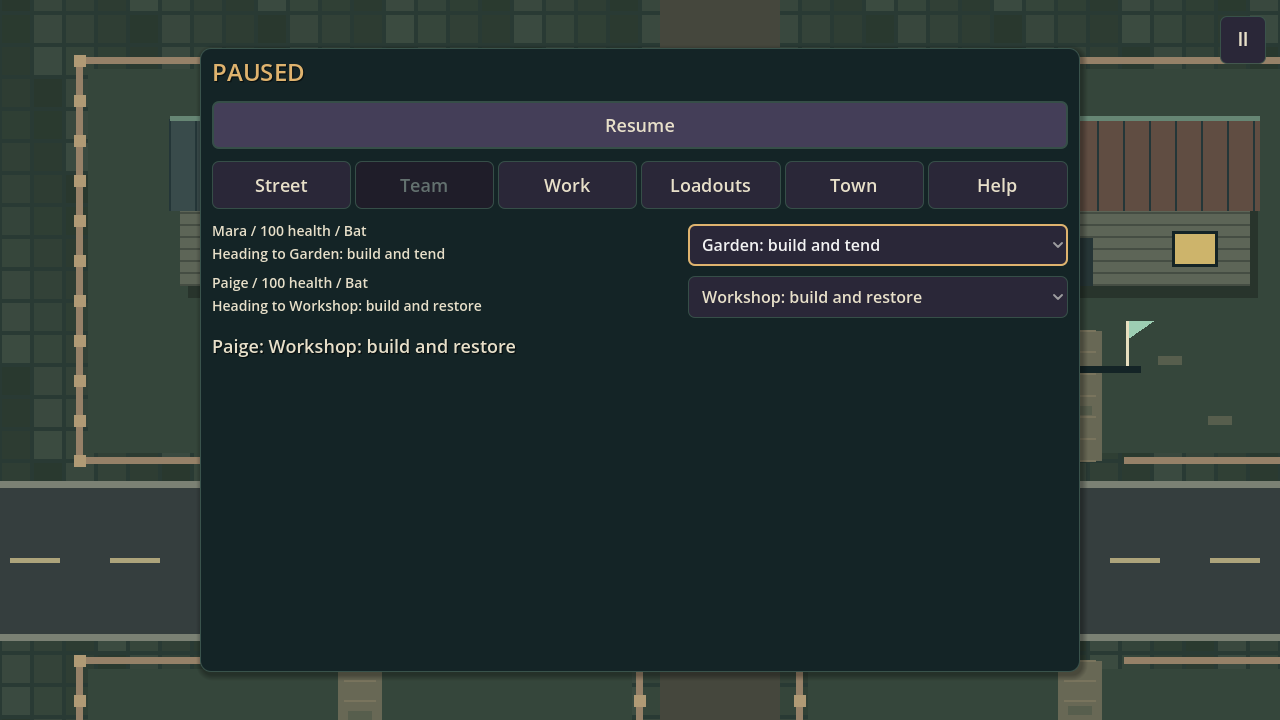 PAUSED
Resume
Street Team Work Loadouts Town Help
Mara / 100 health / Bat
Heading to Garden: build and tend
Garden: build and tend
Paige / 100 health / Bat
Heading to Workshop: build and restore
Workshop: build and restore
Paige: Workshop: build and restore